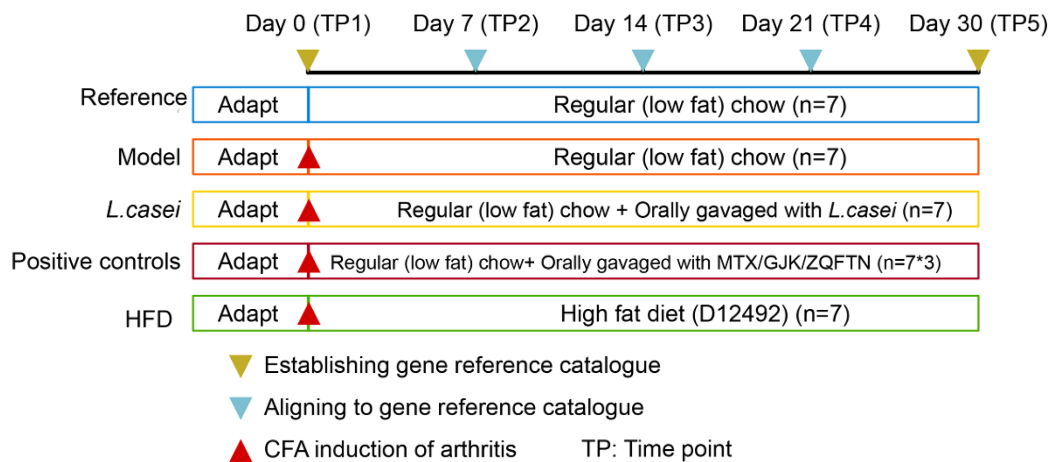 Day 0 (TP1) Day 7 (TP2) Day 14 (TP3) Day 21 (TP4) Day 30 (TP5)
Reference Adapt Regular (low fat) chow (n=7)
Model Adapt Regular (low fat) chow (n=7)
L.casei Adapt Regular (low fat) chow + Orally gavaged with L.casei (n=7)
Positive controls Adapt Regular (low fat) chow+ Orally gavaged with MTX/GJK/ZQFTN (n=7*3)
HFD Adapt High fat diet (D12492) (n=7)
Establishing gene reference catalogue
Aligning to gene reference catalogue
CFA induction of arthritis TP: Time point